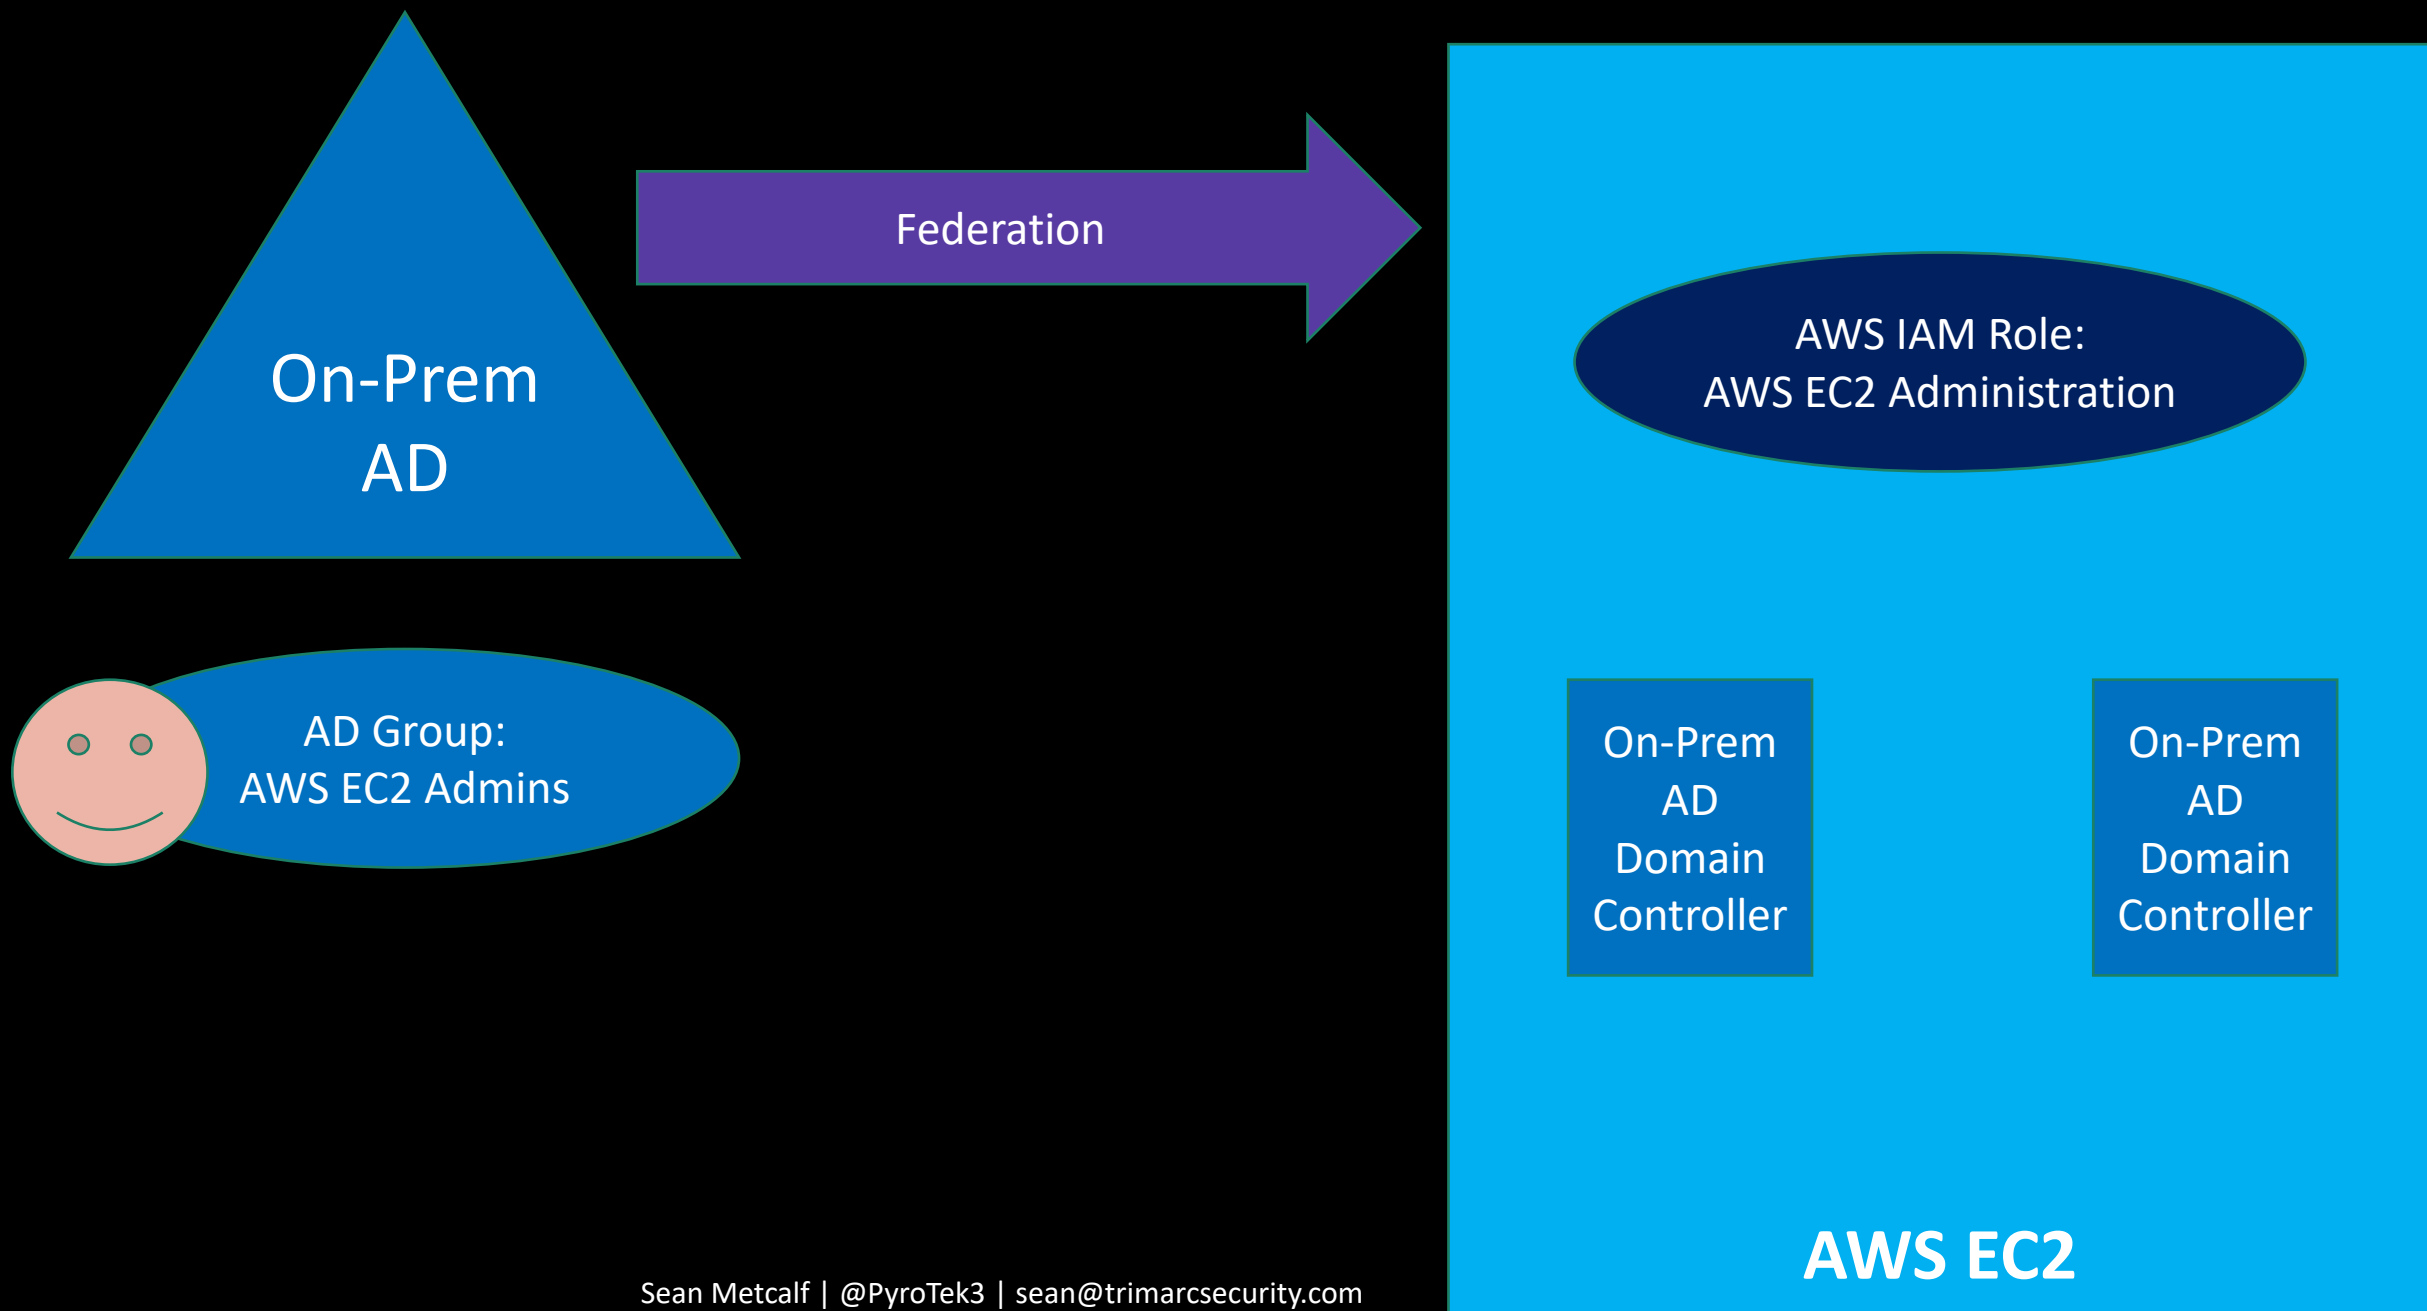 On-Prem
AD
Federation
AWS IAM Role:
AWS EC2 Administration
AD Group:
AWS EC2 Admins
On-Prem
AD
Domain
Controller
On-Prem
AD
Domain
Controller
AWS EC2
Sean Metcalf | @PyroTek3 | sean@trimarcsecurity.com